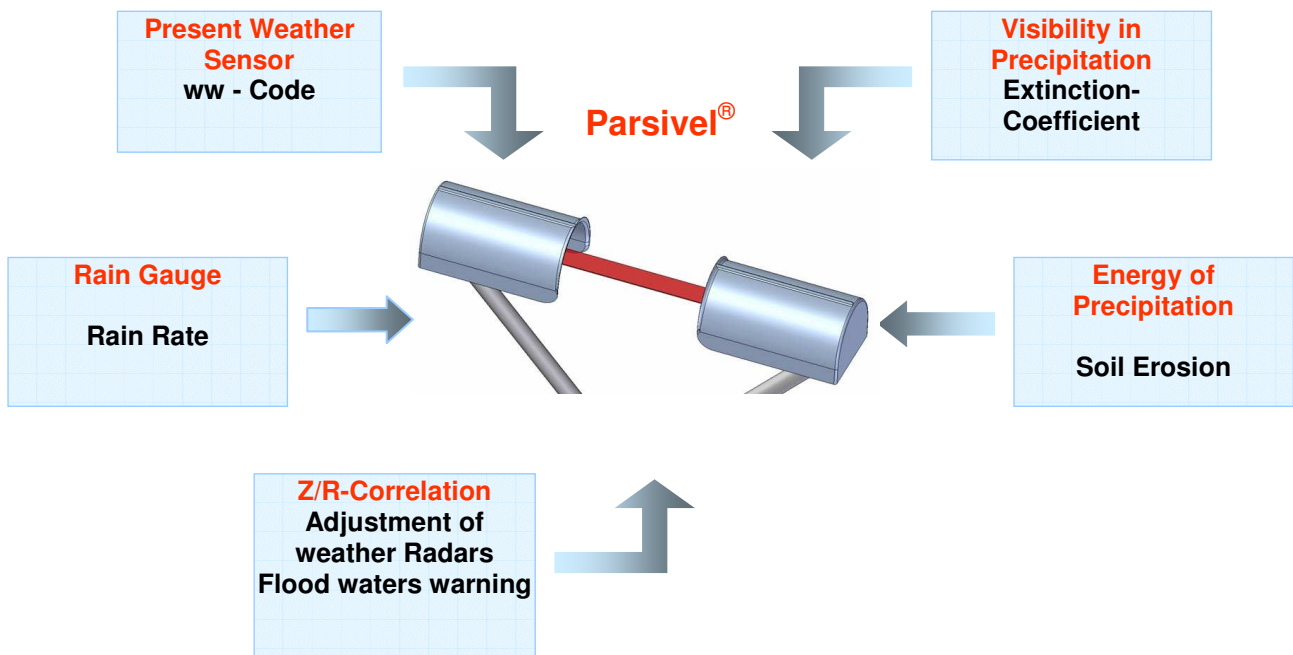 Present Weather
Sensor
ww - Code
Parsivel®
Visibility in
Precipitation
Extinction-
Coefficient
Rain Gauge
Rain Rate
Energy of
Precipitation
Soil Erosion
Z/R-Correlation
Adjustment of
weather Radars
Flood waters warning